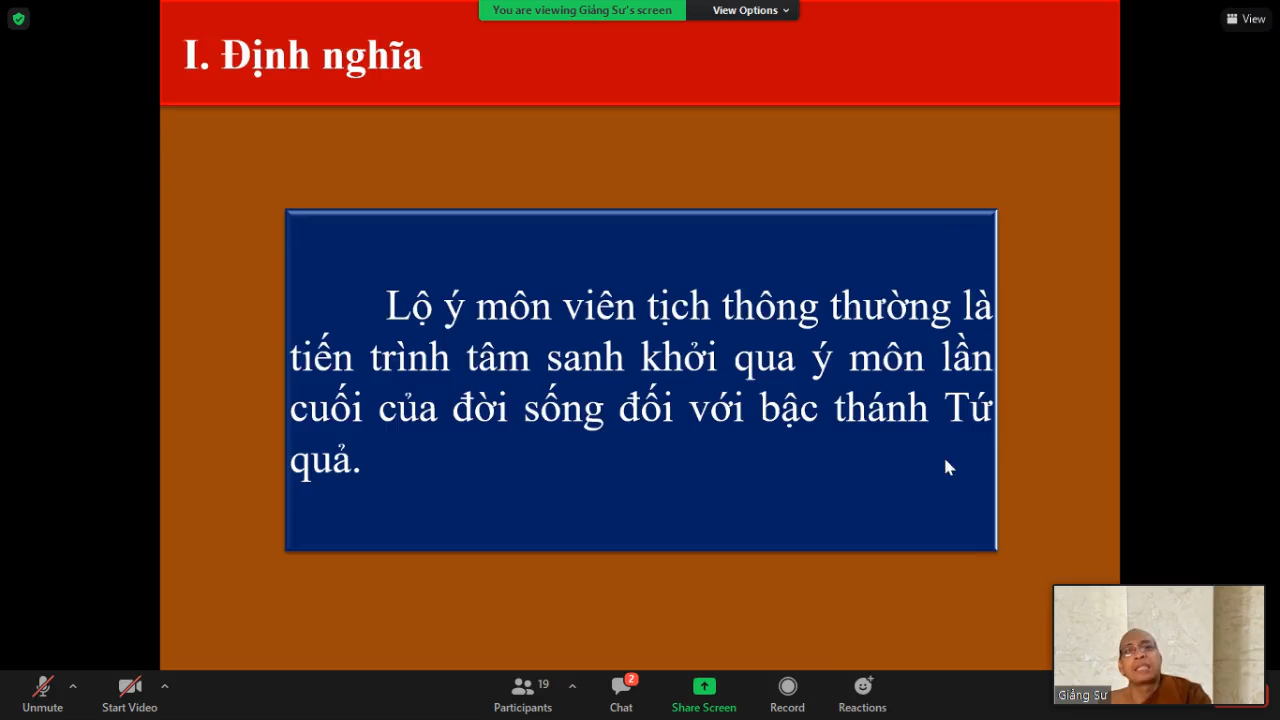 You are viewing Giảng Sư's screen
View Options
View
I. Định nghĩa
Lộ ý môn viên tịch thông thường là
tiến trình tâm sanh khởi qua ý môn lần
cuối của đời sống đối với bậc thánh Tứ
quả.
Giảng Sư
Unmute
Start Video
19
Participants
2
Chat
Share Screen
Record
Reactions